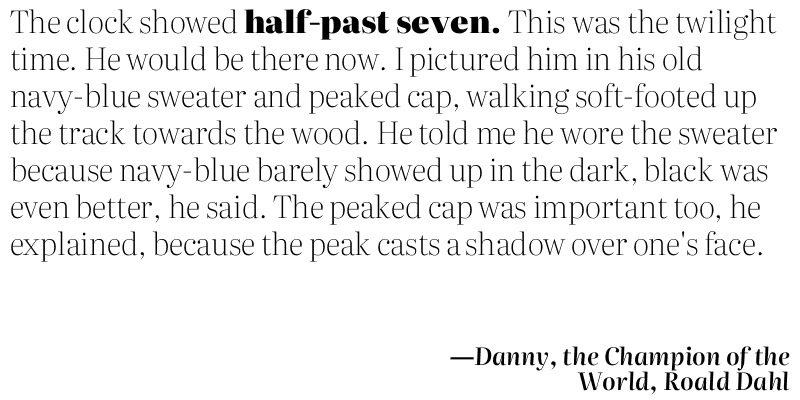 The clock showed half-past seven. This was the twilight
time. He would be there now. I pictured him in his old
navy-blue sweater and peaked cap, walking soft-footed up
the track towards the wood. He told me he wore the sweater
because navy-blue barely showed up in the dark, black was
even better, he said. The peaked cap was important too, he
explained, because the peak casts a shadow over one's face.
—Danny, the Champion of the
World, Roald Dahl